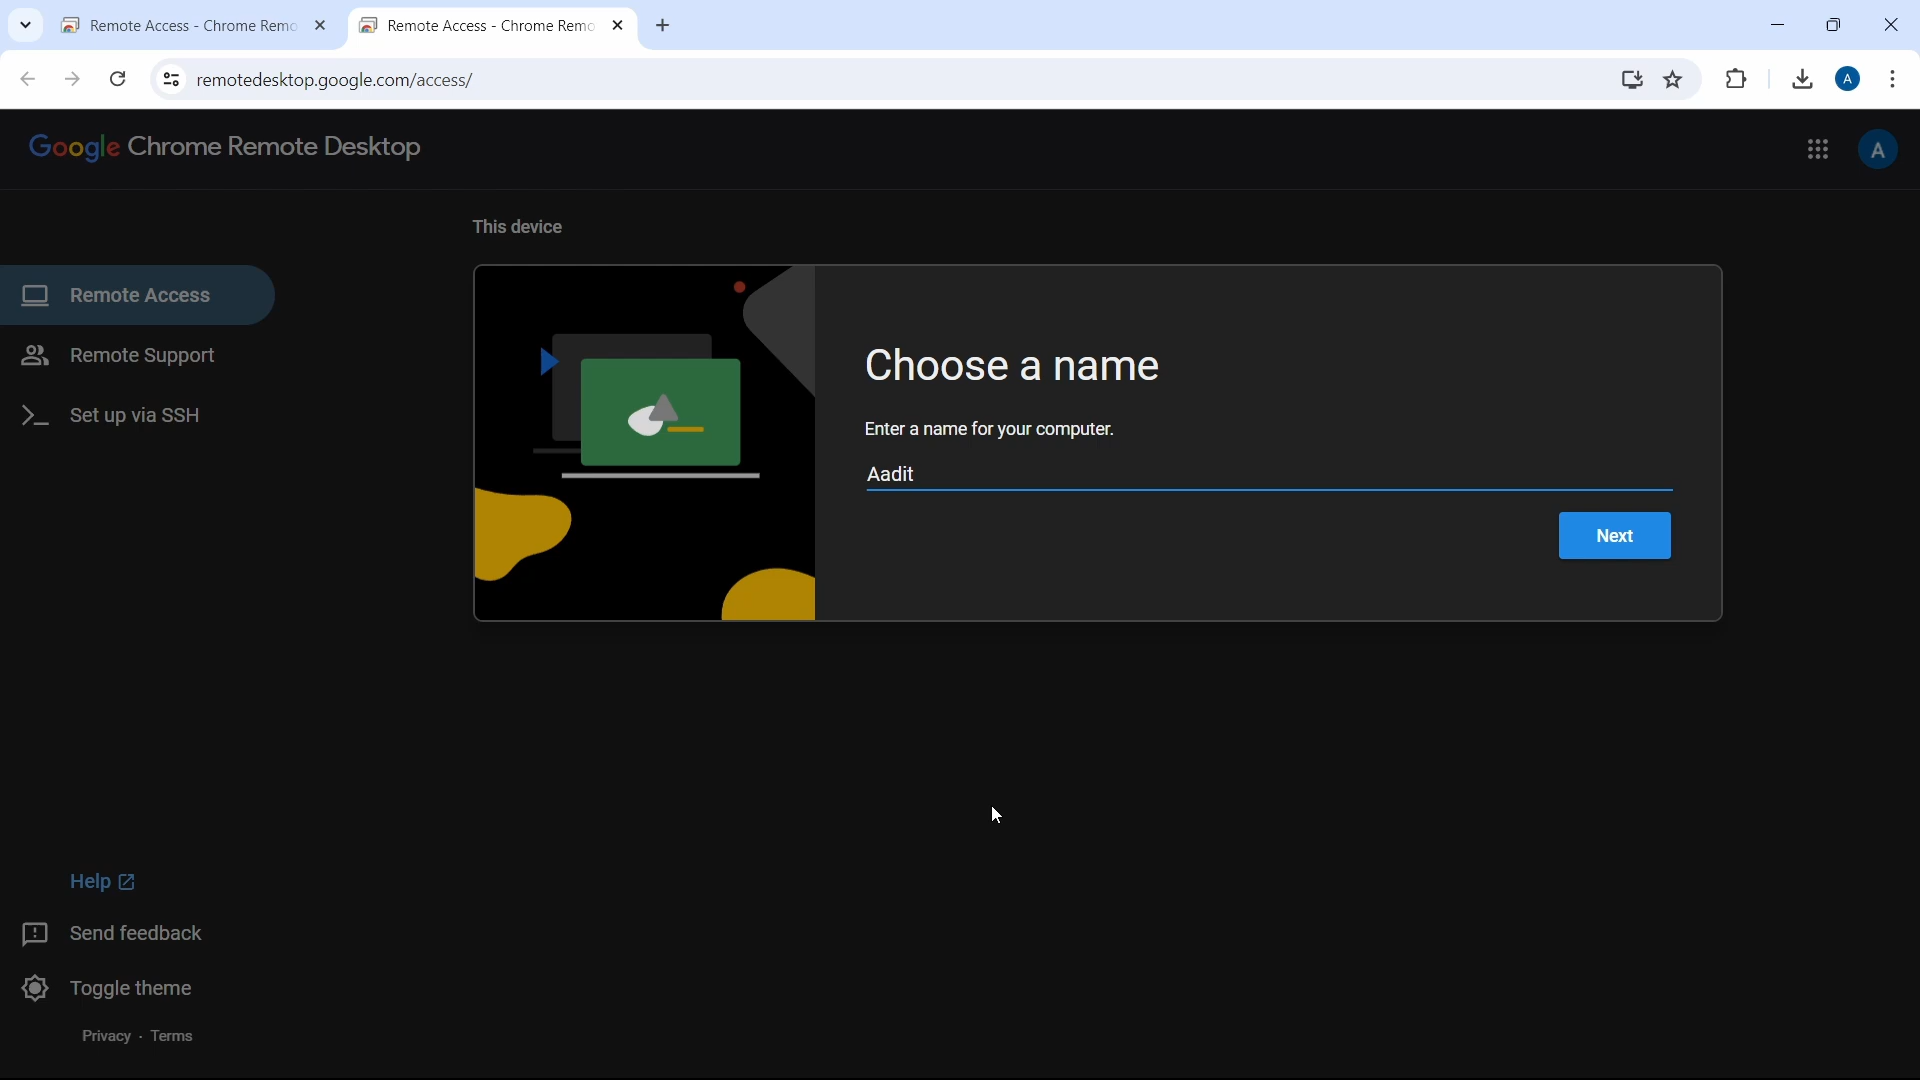 Remote Access - Chrome Remo
Remote Access - Chrome Remo
remotedesktop.google.com/access/
A
Google Chrome Remote Desktop
A
This device
Remote Access
Remote Support
Set up via SSH
Choose a name
Enter a name for your computer.
Aadit
Next
Help
Send feedback
Toggle theme
Privacy · Terms